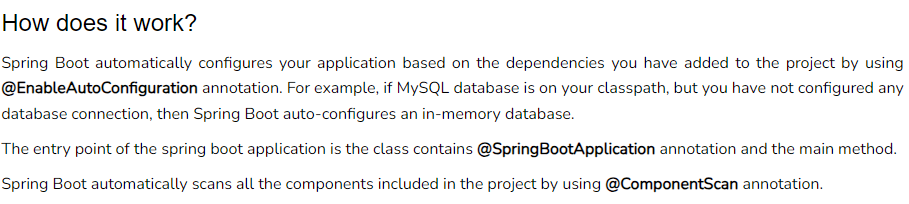 How does it work?
Spring Boot automatically configures your application based on the dependencies you have added to the project by using
@EnableAutoConfiguration annotation. For example, if MySQL database is on your classpath, but you have not configured any
database connection, then Spring Boot auto-configures an in-memory database.
The entry point of the spring boot application is the class contains @SpringBootApplication annotation and the main method.
Spring Boot automatically scans all the components included in the project by using @ComponentScan annotation.